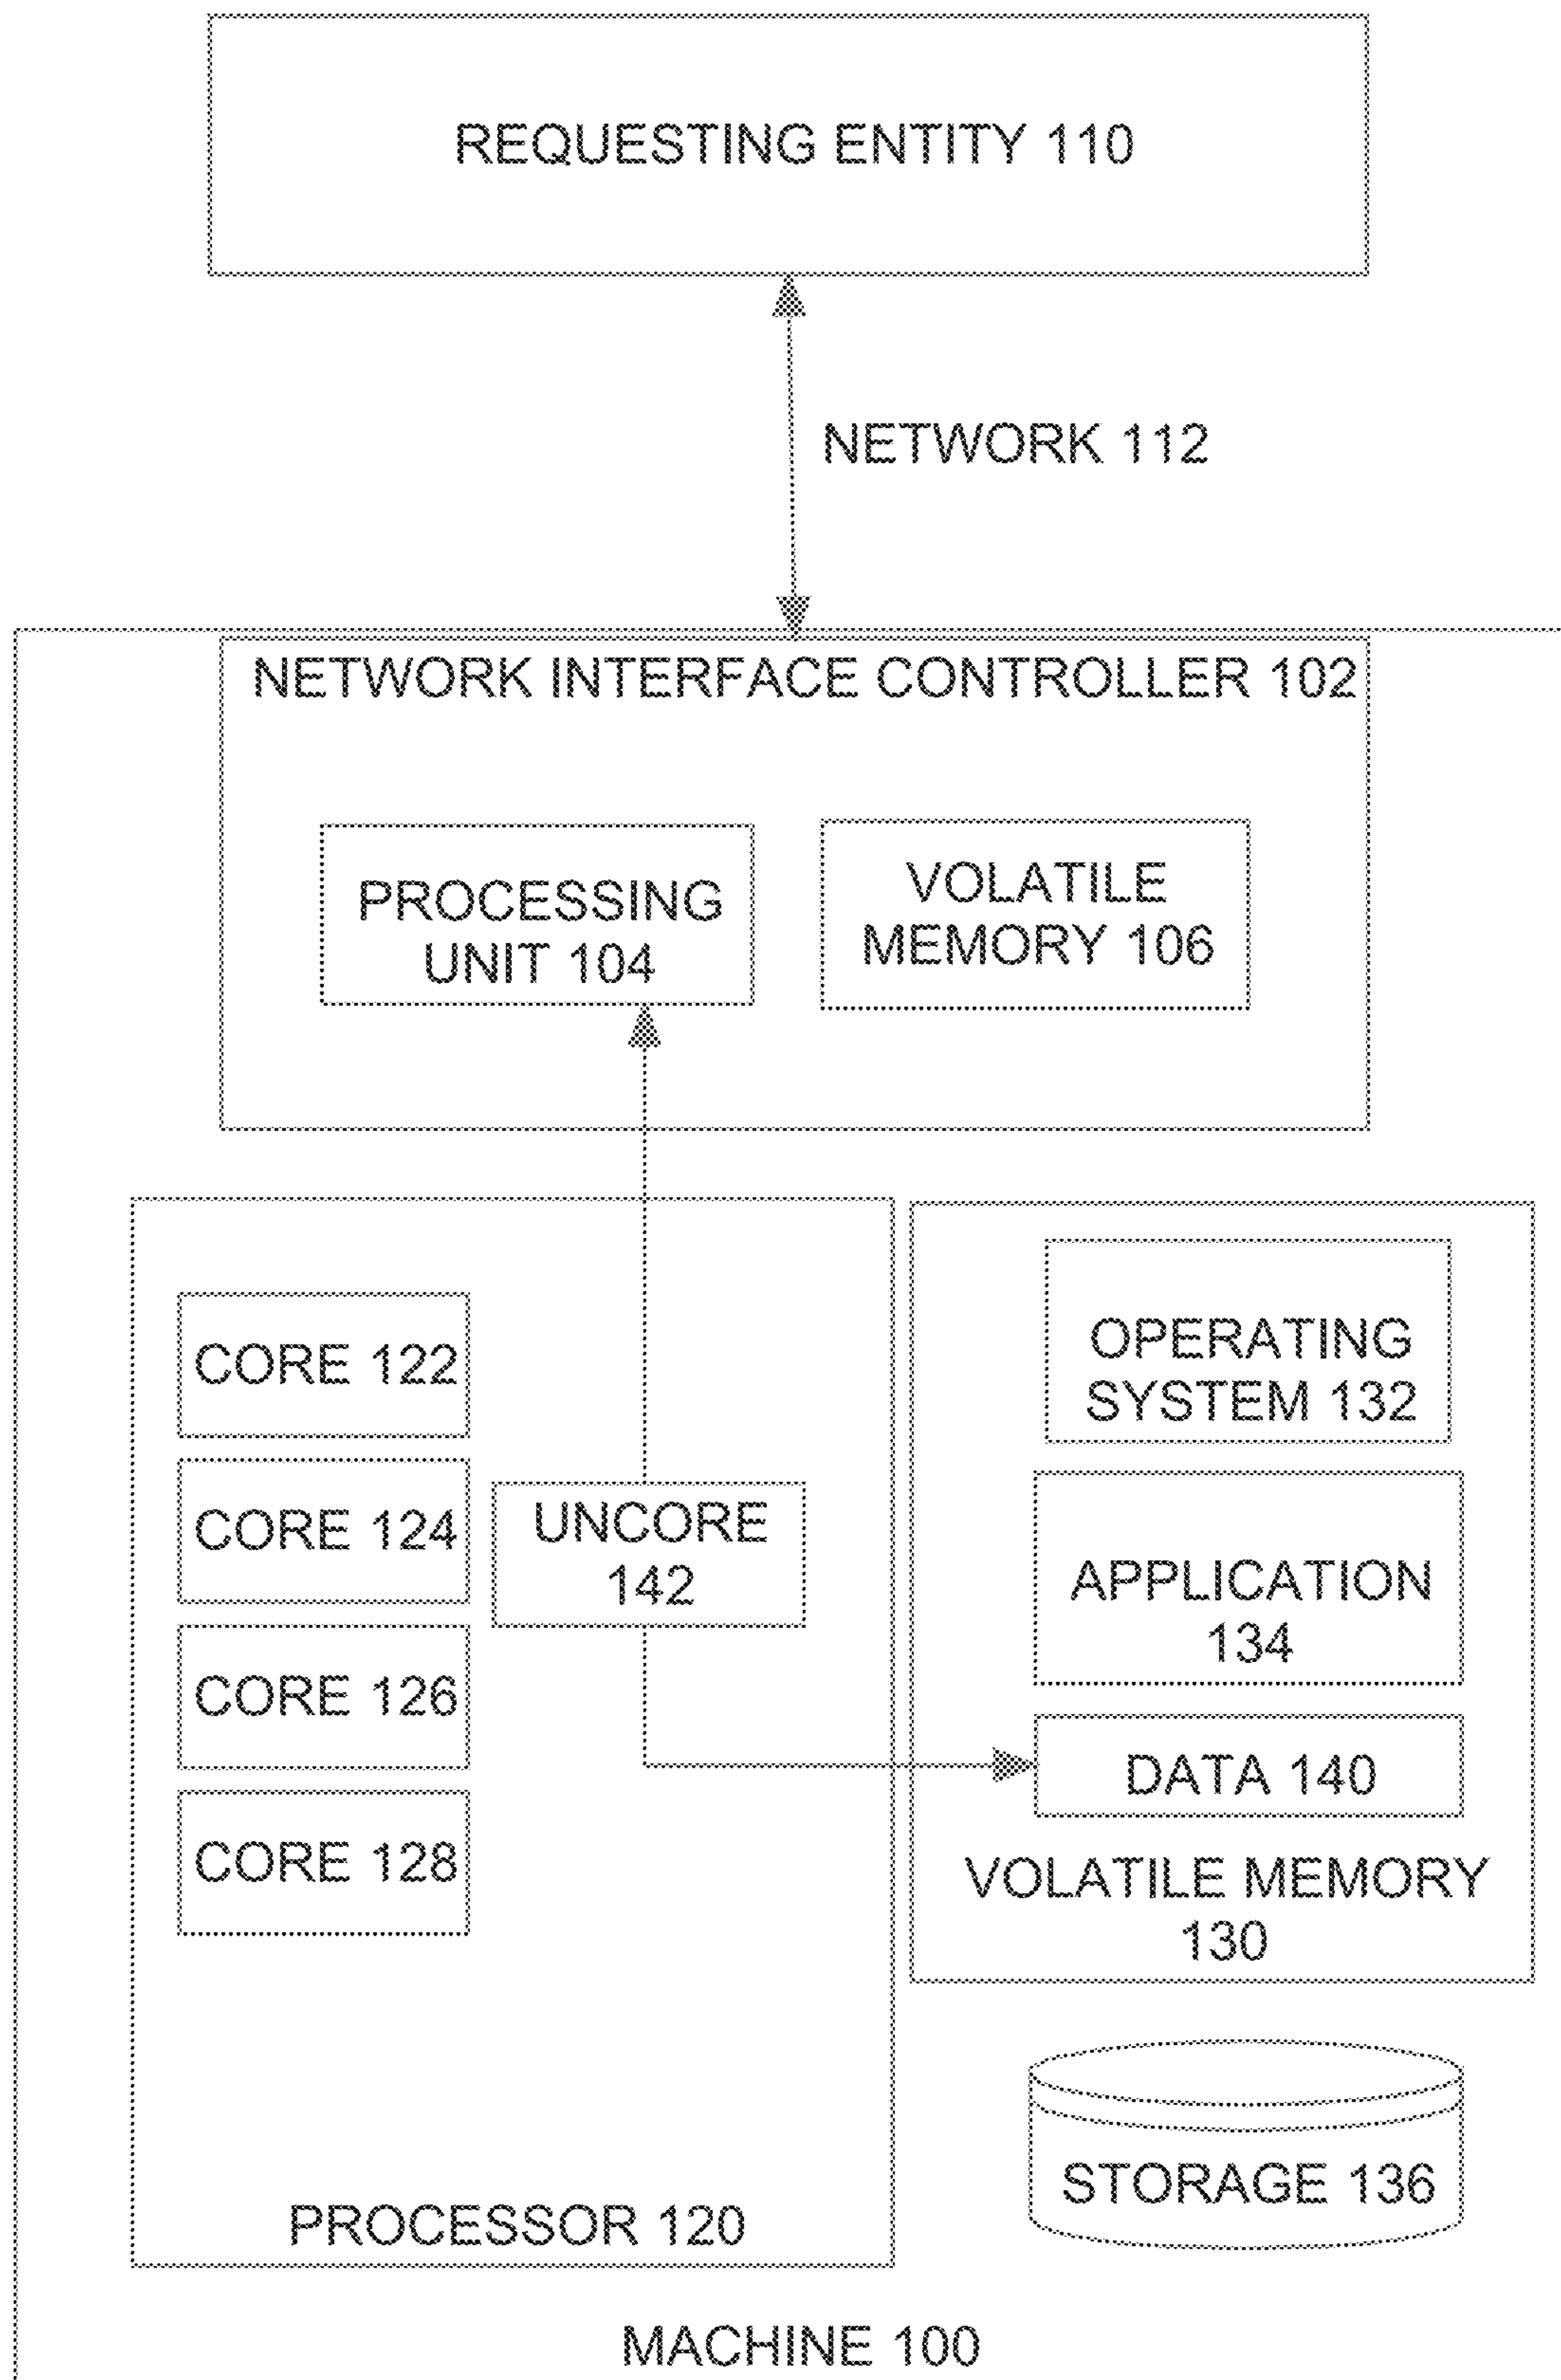 REQUESTING ENTITY 110
NETWORK 112
NETWORK INTERFACE CONTROLLER 102
PROCESSING
UNIT 104
VOLATILE
MEMORY 106
CORE 122
CORE 124
CORE 126
CORE 128
UNCORE
142
PROCESSOR 120
OPERATING
SYSTEM 132
APPLICATION
134
DATA 140
VOLATILE MEMORY
130
STORAGE 136
MACHINE 100